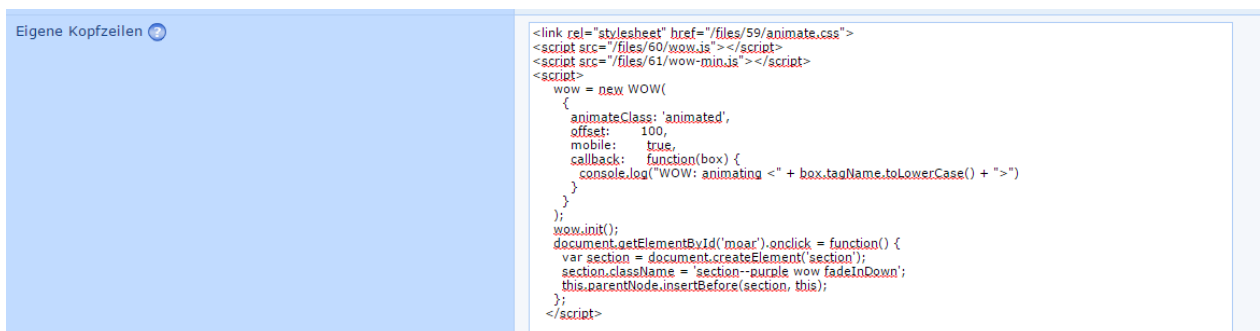 Eigene Kopfzeilen ?
<link rel="stylesheet" href="/files/59/animate.css">
<script src="/files/60/wow.js"></script>
<script src="/files/61/wow-min.js"></script>
<script>
wow = new WOW(
{
animateClass: 'animated',
offset: 100,
mobile: true,
callback: function(box) {
console.log("WOW: animating <" + box.tagName.toLowerCase() + ">")
}
}
);
wow.init();
document.getElementById('moar').onclick = function() {
var section = document.createElement('section');
section.className = 'section--purple wow fadeInDown';
this.parentNode.insertBefore(section, this);
};
</script>